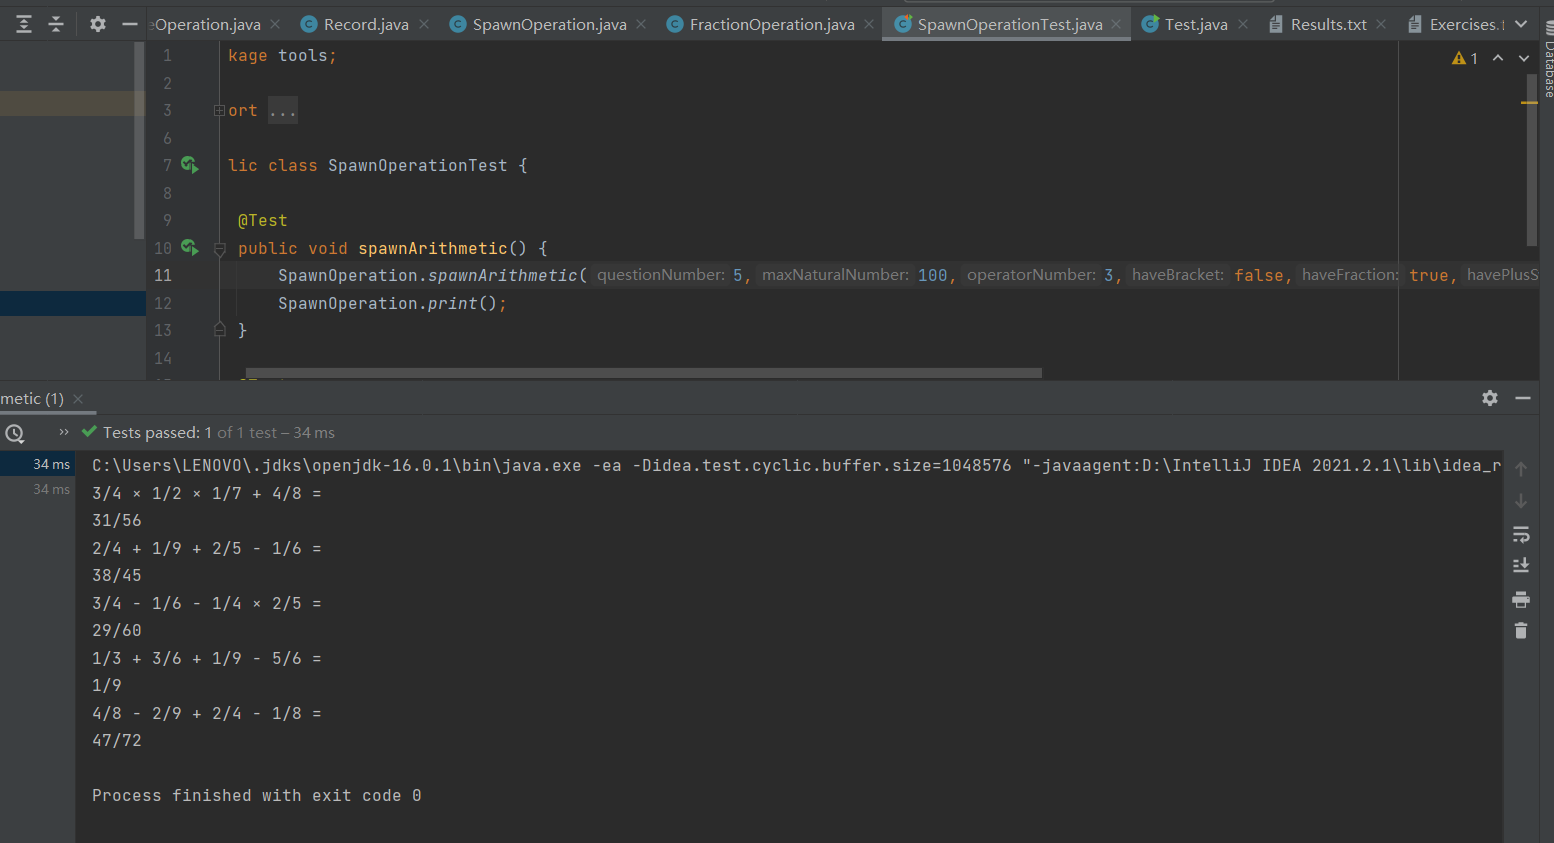 eOperation.java Record.java SpawnOperation.java FractionOperation.java SpawnOperationTest.java Test.java Results.txt Exercises.
1 kage tools;
1
Database
2
3 ort ...
6
7 lic class SpawnOperationTest {
8
9 @Test
10 public void spawnArithmetic() {
11 SpawnOperation.spawnArithmetic( questionNumber: 5, maxNaturalNumber: 100, operatorNumber: 3, haveBracket: false, haveFraction: true, havePlusS
12 SpawnOperation.print();
13 }
14
metic (1)
» Tests passed: 1 of 1 test – 34 ms
34 ms
34 ms
C:\Users\LENOVO\.jdks\openjdk-16.0.1\bin\java.exe -ea -Didea.test.cyclic.buffer.size=1048576 "-javaagent:D:\IntelliJ IDEA 2021.2.1\lib\idea_r
3/4 × 1/2 × 1/7 + 4/8 =
31/56
2/4 + 1/9 + 2/5 - 1/6 =
38/45
3/4 - 1/6 - 1/4 × 2/5 =
29/60
1/3 + 3/6 + 1/9 - 5/6 =
1/9
4/8 - 2/9 + 2/4 - 1/8 =
47/72
Process finished with exit code 0